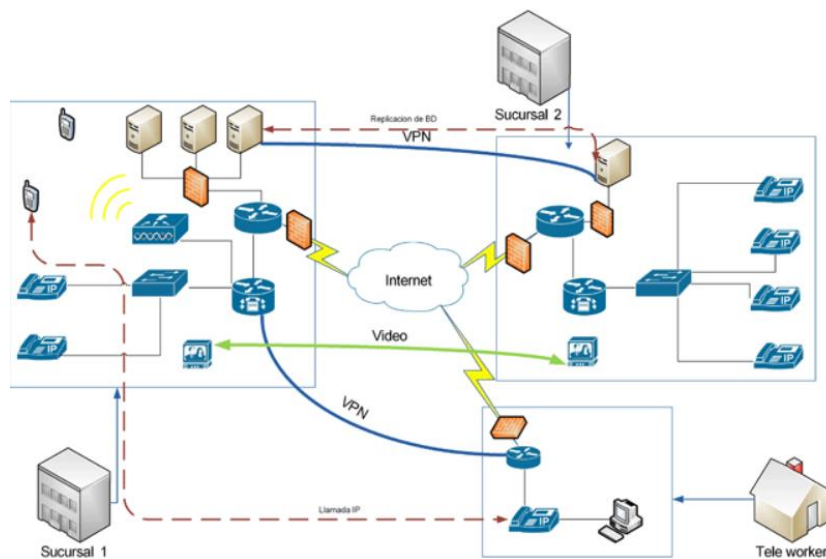 Sucursal 2
Replicacion de BD
VPN
IP
IP
IP
IP
IP
IP
Internet
Video
VPN
Llamada IP
IP
Sucursal 1
Tele worker